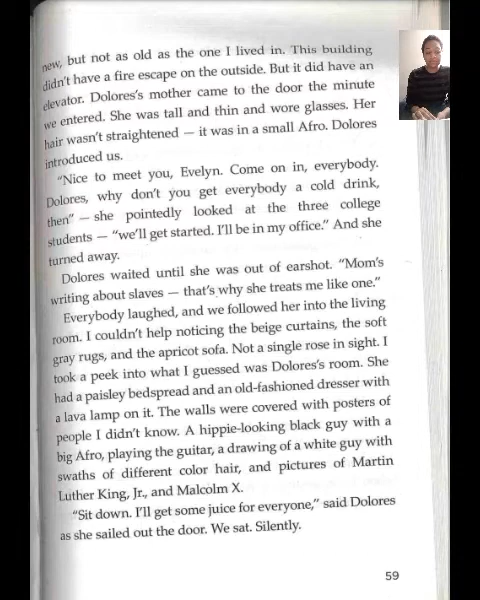 new, but not as old as the one I lived in. This building
didn't have a fire escape on the outside. But it did have an
elevator. Dolores's mother came to the door the minute
we entered. She was tall and thin and wore glasses. Her
hair wasn't straightened — it was in a small Afro. Dolores
introduced us.
"Nice to meet you, Evelyn. Come on in, everybody.
Dolores, why don't you get everybody a cold drink,
then" — she pointedly looked at the three college
students — "we'll get started. I'll be in my office." And she
turned away.
Dolores waited until she was out of earshot. "Mom's
writing about slaves — that's why she treats me like one."
Everybody laughed, and we followed her into the living
room. I couldn't help noticing the beige curtains, the soft
gray rugs, and the apricot sofa. Not a single rose in sight. I
took a peek into what I guessed was Dolores's room. She
had a paisley bedspread and an old-fashioned dresser with
a lava lamp on it. The walls were covered with posters of
people I didn't know. A hippie-looking black guy with a
big Afro, playing the guitar, a drawing of a white guy with
swaths of different color hair, and pictures of Martin
Luther King, Jr., and Malcolm X.
"Sit down. I'll get some juice for everyone," said Dolores
as she sailed out the door. We sat. Silently.
59